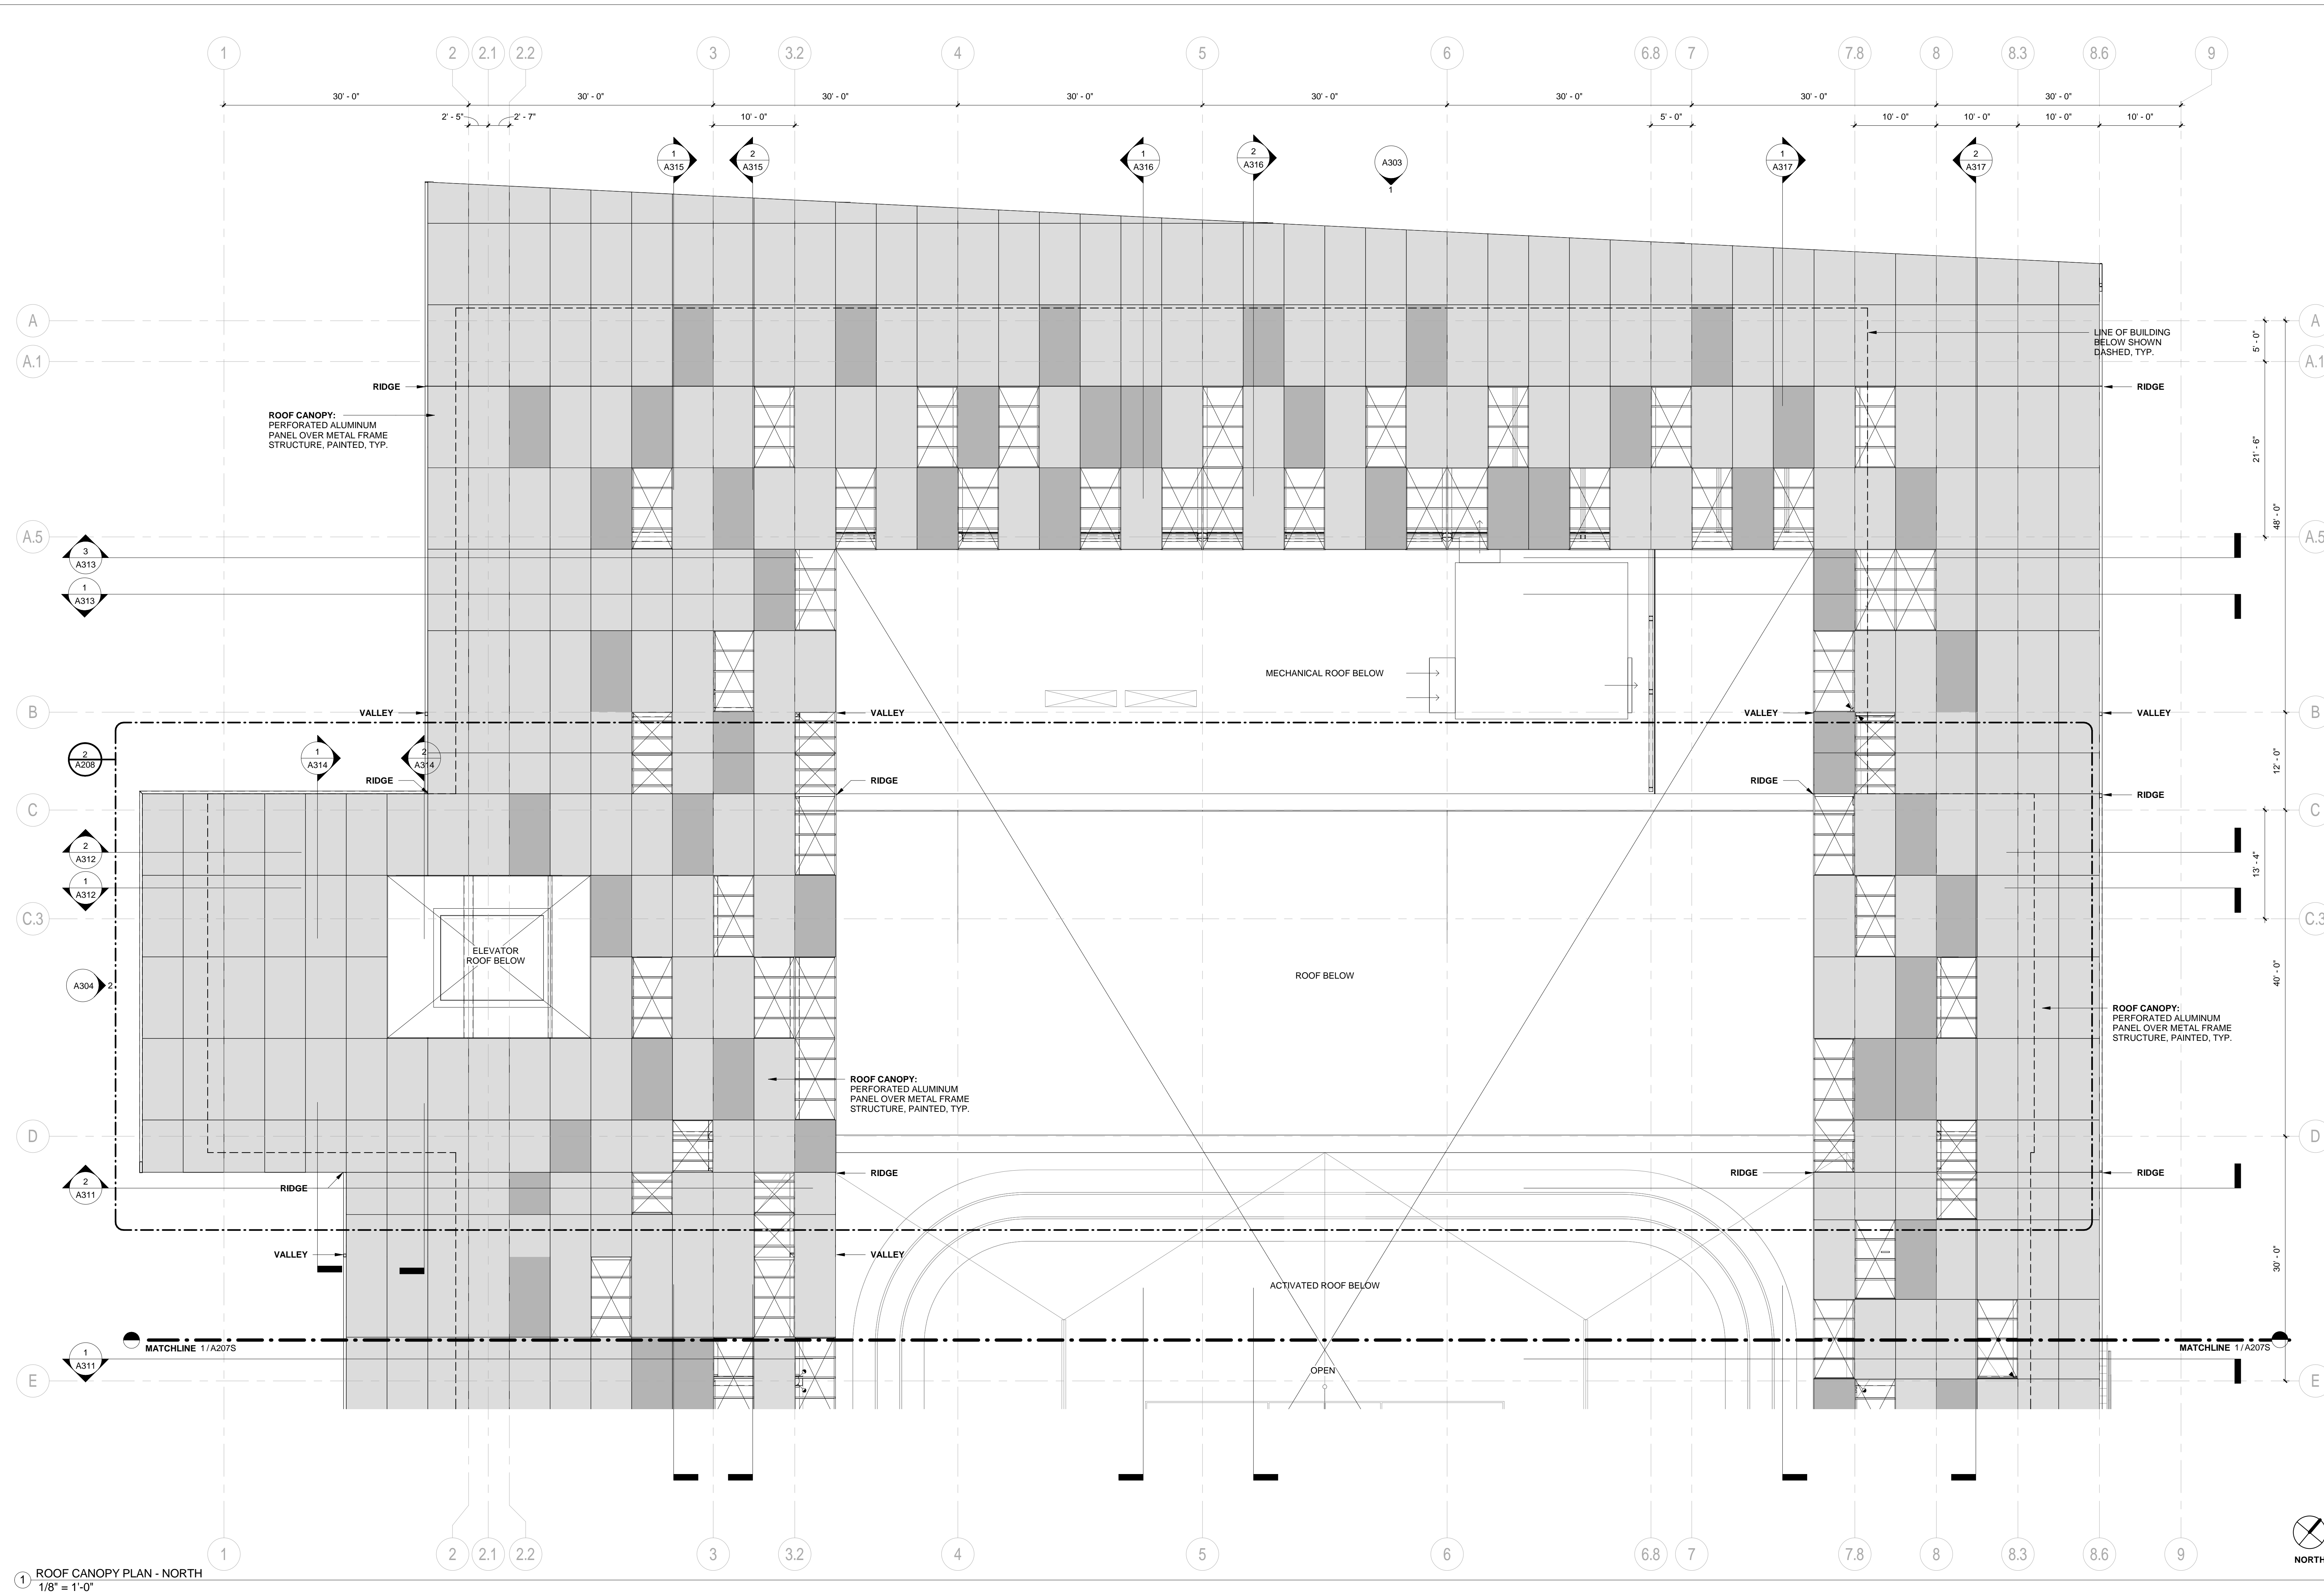 1 2 2.1 2.2 3 3.2 4 5 6 6.8 7 7.8 8 8.3 8.6 9
30' - 0" 30' - 0" 30' - 0" 30' - 0" 30' - 0" 30' - 0" 30' - 0" 30' - 0"
2' - 5" 2' - 7" 10' - 0" 5' - 0" 10' - 0" 10' - 0" 10' - 0" 10' - 0"
1 A315
2 A315
1 A316
2 A316
A303 1
1 A317
2 A317
A A
LINE OF BUILDING
BELOW SHOWN
DASHED, TYP.
5' - 0"
A.1 A.1
RIDGE RIDGE
ROOF CANOPY:
PERFORATED ALUMINUM
PANEL OVER METAL FRAME
STRUCTURE, PAINTED, TYP.
21' - 6"
48' - 0"
A.5 A.5
3
A313
1
A313
MECHANICAL ROOF BELOW
B B
VALLEY VALLEY VALLEY VALLEY
2
A208
1
A314
2
A314
12' - 0"
RIDGE RIDGE RIDGE RIDGE
C C
2
A312
13' - 4"
1
A312
C.3 C.3
ELEVATOR
ROOF BELOW
ROOF BELOW
40' - 0"
A304 2
ROOF CANOPY:
PERFORATED ALUMINUM
PANEL OVER METAL FRAME
STRUCTURE, PAINTED, TYP.
ROOF CANOPY:
PERFORATED ALUMINUM
PANEL OVER METAL FRAME
STRUCTURE, PAINTED, TYP.
D D
RIDGE RIDGE RIDGE RIDGE
2
A311
VALLEY VALLEY
30' - 0"
ACTIVATED ROOF BELOW
MATCHLINE 1 / A207S MATCHLINE 1 / A207S
1
A311
OPEN
E E
1 2 2.1 2.2 3 3.2 4 5 6 6.8 7 7.8 8 8.3 8.6 9
NORTH
1 ROOF CANOPY PLAN - NORTH
1/8" = 1'-0"